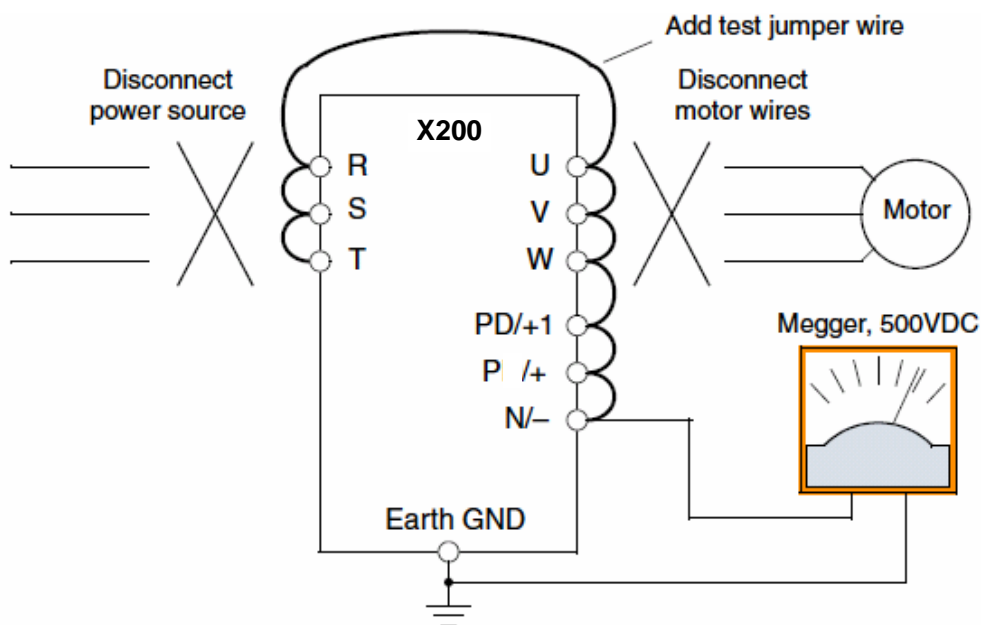 Add test jumper wire
Disconnect
power source
Disconnect
motor wires
X200
R
S
T
U
V
W
PD/+1
P /+
N/–
Motor
Megger, 500VDC
Earth GND